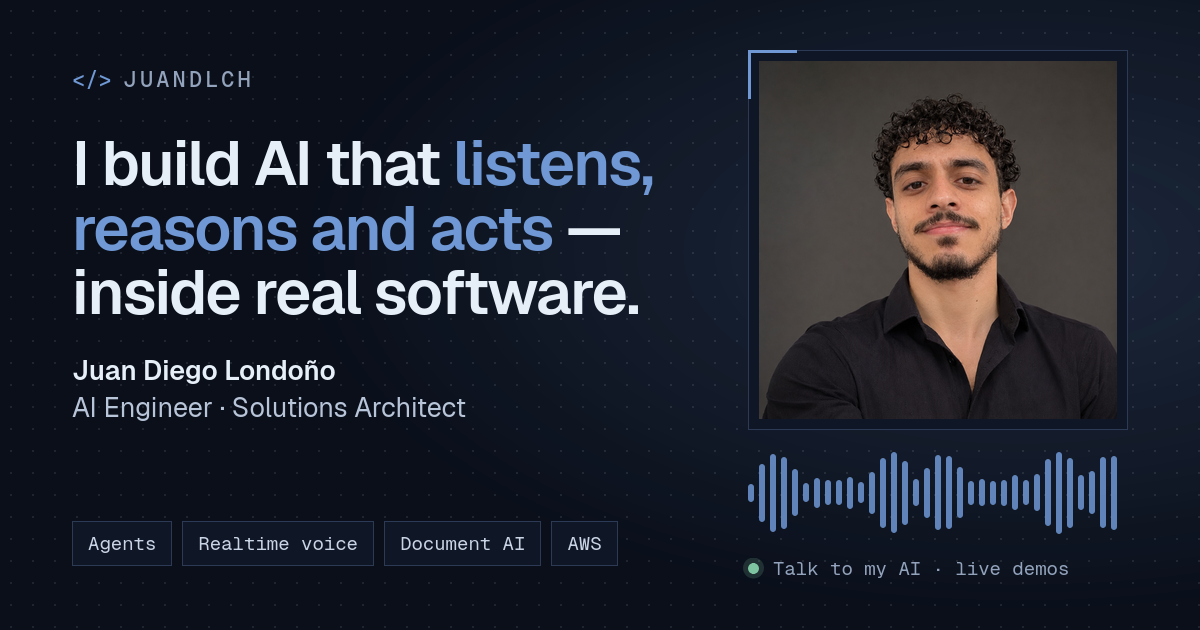 </> JUANDLCH
I build AI that listens,
reasons and acts —
inside real software.
Juan Diego Londoño
AI Engineer · Solutions Architect
Agents
Realtime voice
Document AI
AWS
Talk to my AI · live demos